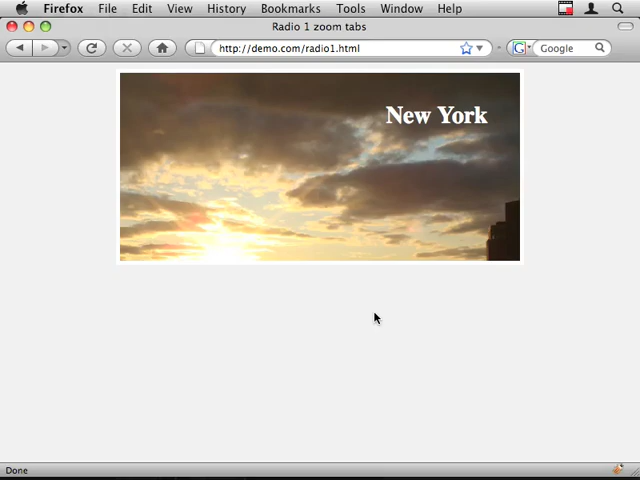 Firefox File Edit View History Bookmarks Tools Window Help
Radio 1 zoom tabs
http://demo.com/radio1.html
Google
New York
Done